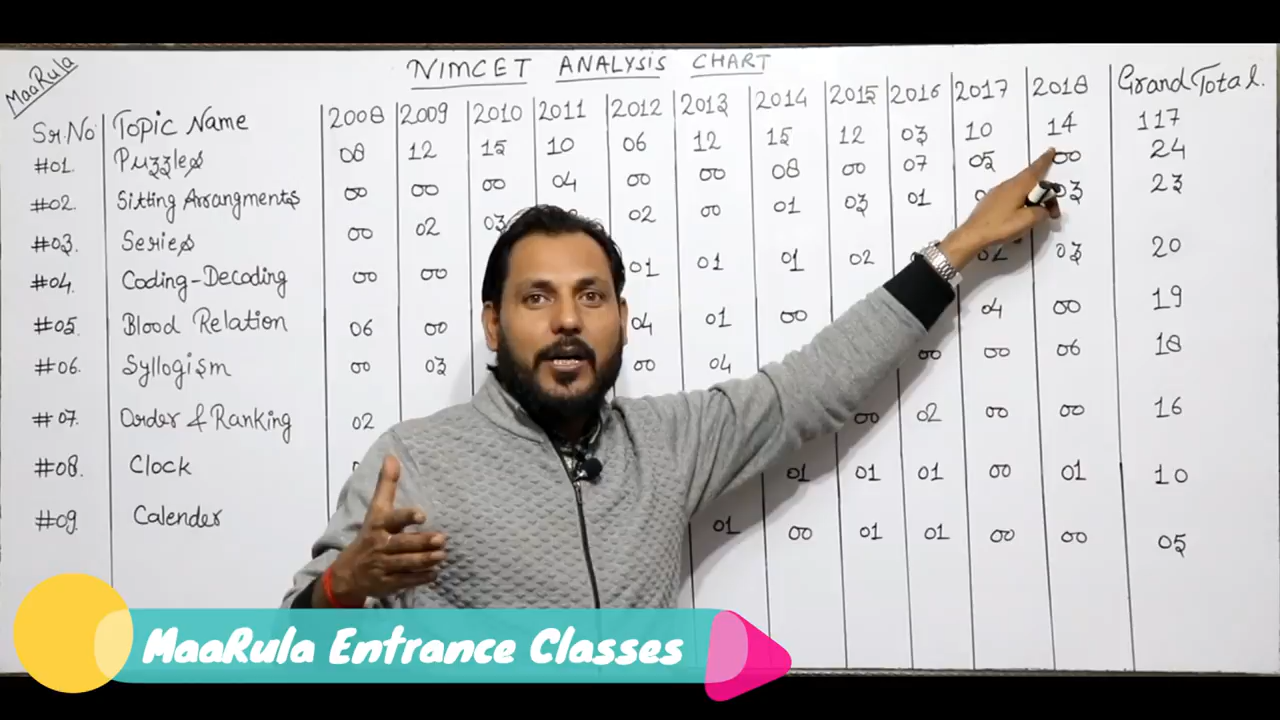 MaaRula
NIMCET ANALYSIS CHART
Sr.No. Topic Name 2008 2009 2010 2011 2012 2013 2014 2015 2016 2017 2018 Grand Total.
#01. Puzzles 08 12 15 10 06 12 15 12 03 10 14 117
#02. Sitting Arrangments 00 00 00 04 00 00 08 00 07 05 00 24
#03. Series 00 02 03 02 00 01 03 01 03 23
#04. Coding-Decoding 00 00 01 01 01 02 02 03 20
#05. Blood Relation 06 00 04 01 00 04 00 19
#06. Syllogism 00 03 00 04 00 00 06 18
#07. Order & Ranking 02 00 02 00 00 16
#08. Clock 01 01 01 00 01 10
#09. Calender 01 00 01 01 00 00 05
MaaRula Entrance Classes